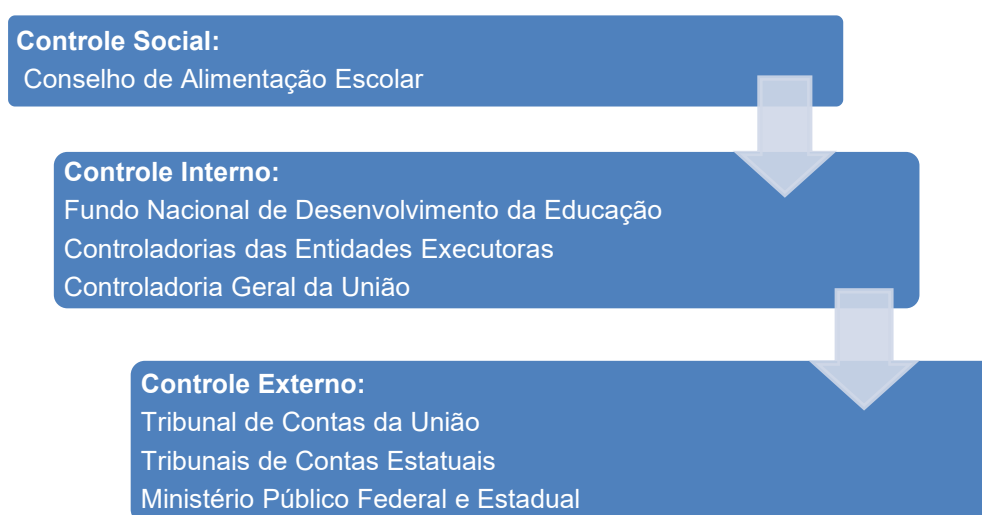 Controle Social:
Conselho de Alimentação Escolar
Controle Interno:
Fundo Nacional de Desenvolvimento da Educação
Controladorias das Entidades Executoras
Controladoria Geral da União
Controle Externo:
Tribunal de Contas da União
Tribunais de Contas Estatuais
Ministério Público Federal e Estadual